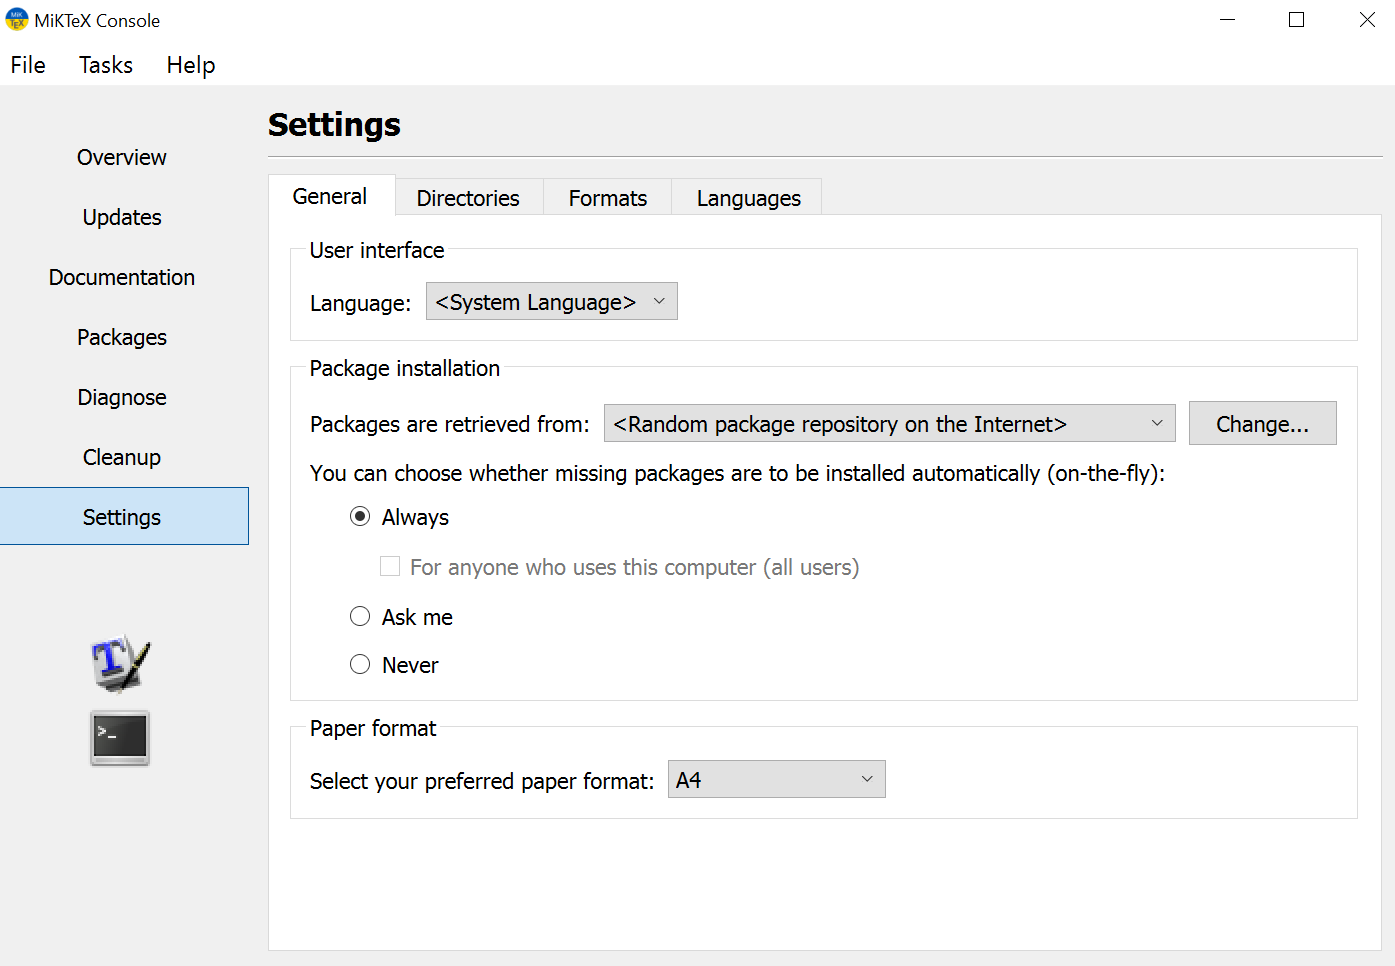 MiKTeX Console
File Tasks Help
Settings
Overview
Updates
Documentation
Packages
Diagnose
Cleanup
Settings
General Directories Formats Languages
User interface
Language: <System Language>
Package installation
Packages are retrieved from: <Random package repository on the Internet> Change...
You can choose whether missing packages are to be installed automatically (on-the-fly):
Always
For anyone who uses this computer (all users)
Ask me
Never
Paper format
Select your preferred paper format: A4